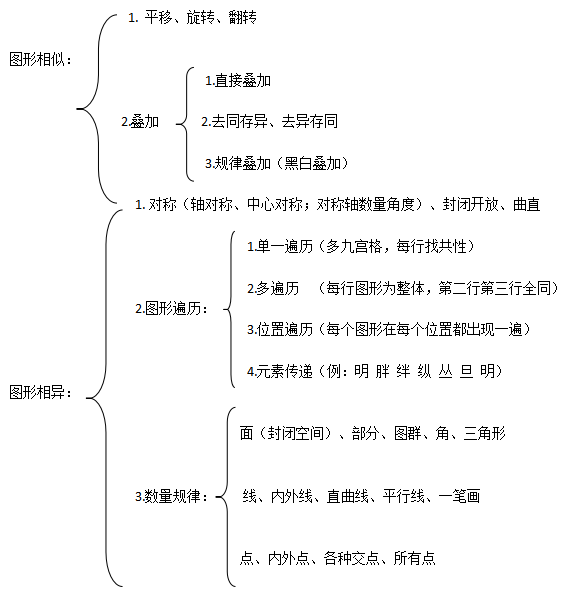 图形相似：
1. 平移、旋转、翻转
2.叠加
1.直接叠加
2.去同存异、去异存同
3.规律叠加（黑白叠加）
图形相异：
1. 对称（轴对称、中心对称；对称轴数量角度）、封闭开放、曲直
2.图形遍历：
1.单一遍历（多九宫格，每行找共性）
2.多遍历 （每行图形为整体，第二行第三行全同）
3.位置遍历（每个图形在每个位置都出现一遍）
4.元素传递（例：明 胖 绊 纵 丛 旦 明）
3.数量规律：
面（封闭空间）、部分、图群、角、三角形
线、内外线、直曲线、平行线、一笔画
点、内外点、各种交点、所有点